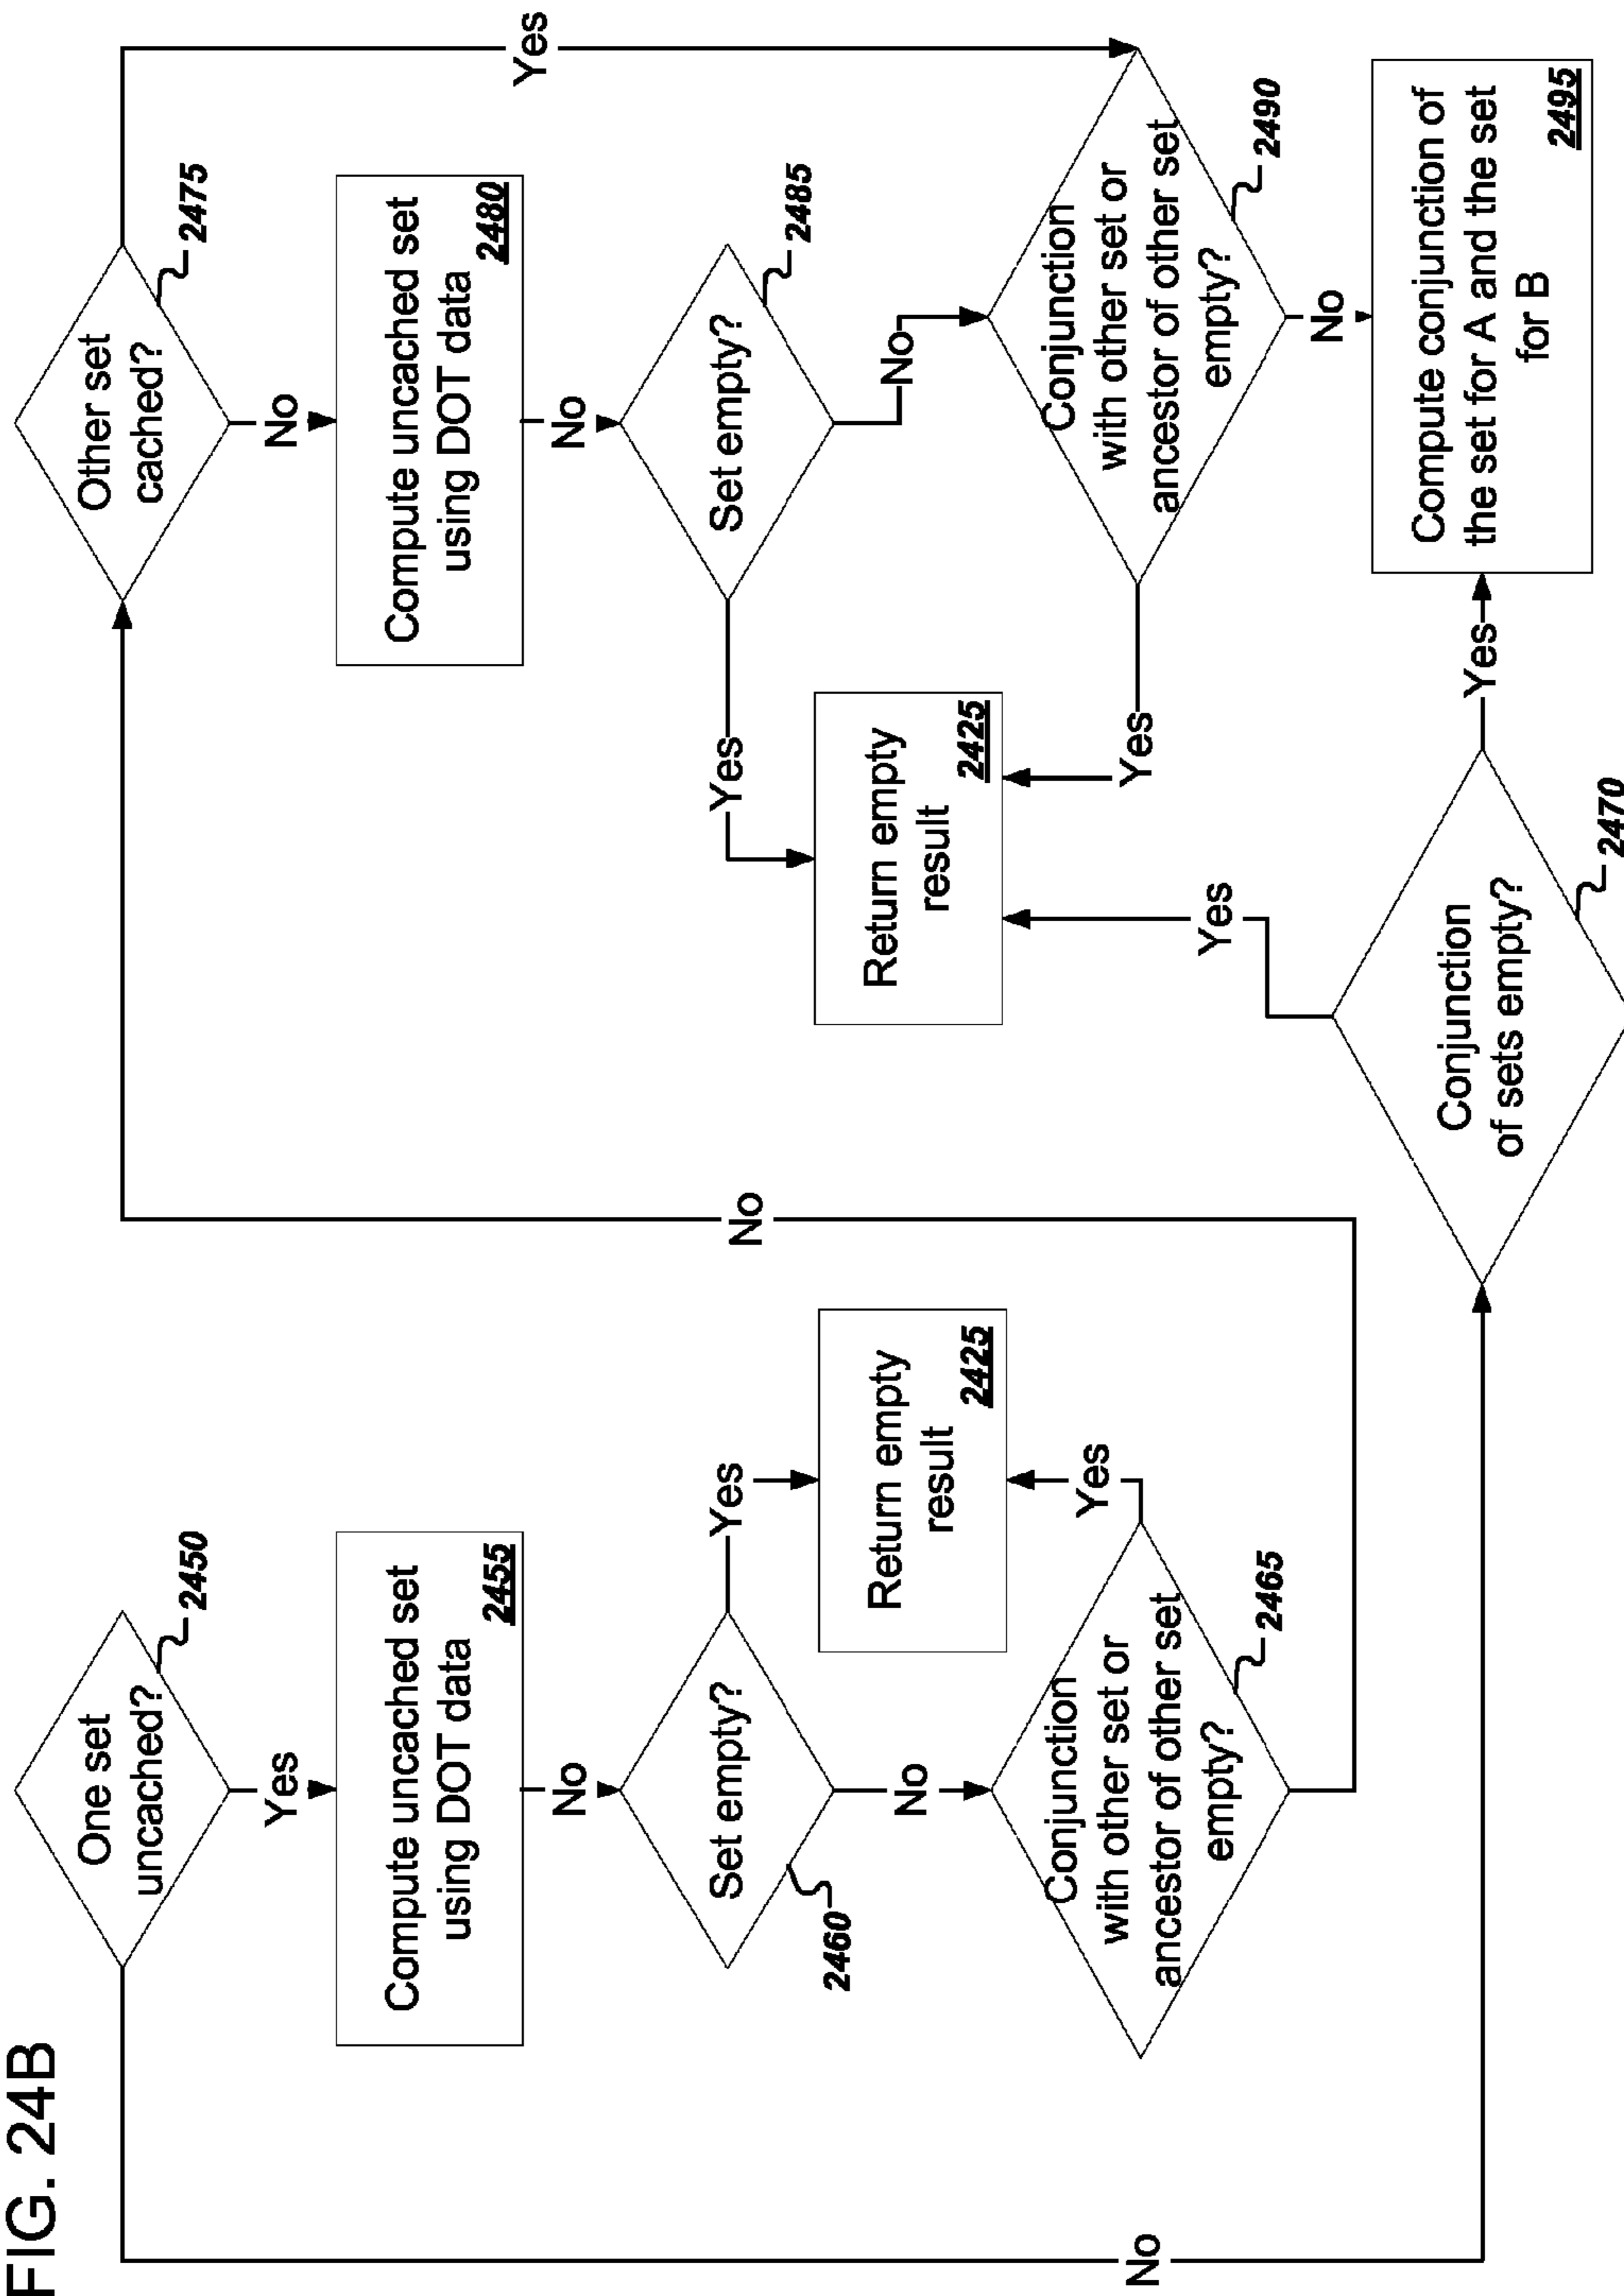 FIG. 24B
One set
uncached?
2450
Yes
No
Compute uncached set
using DOT data
2455
No
Set empty?
2460
Yes
No
Return empty
result
2425
Conjunction
with other set or
ancestor of other set
empty?
2465
Yes
No
Other set
cached?
2475
Yes
No
Compute uncached set
using DOT data
2480
No
Set empty?
2485
Yes
No
Return empty
result
2425
Conjunction
with other set or
ancestor of other set
empty?
2490
Yes
No
Conjunction
of sets empty?
2470
Yes
Yes
Compute conjunction of
the set for A and the set
for B
2495